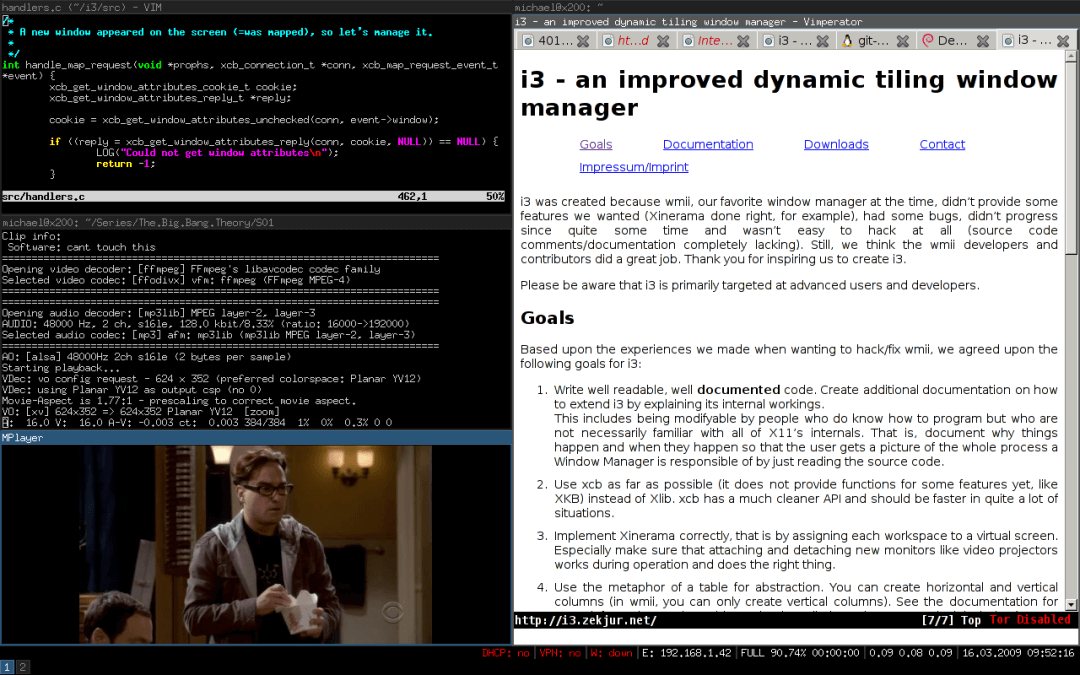 handlers.c (~/i3/src) - VIM
/*
* A new window appeared on the screen (=was mapped), so let's manage it.
*
*/
int handle_map_request(void *prophs, xcb_connection_t *conn, xcb_map_request_event_t
*event) {
xcb_get_window_attributes_cookie_t cookie;
xcb_get_window_attributes_reply_t *reply;
cookie = xcb_get_window_attributes_unchecked(conn, event->window);
if ((reply = xcb_get_window_attributes_reply(conn, cookie, NULL)) == NULL) {
LOG("Could not get window attributes\n");
return -1;
}
src/handlers.c 462,1 50%
michael@x200: ~/Series/The.Big.Bang.Theory/S01
Clip info:
Software: cant touch this
==========================================================================
Opening video decoder: [ffmpeg] FFmpeg's libavcodec codec family
Selected video codec: [ffodivx] vfm: ffmpeg (FFmpeg MPEG-4)
==========================================================================
==========================================================================
Opening audio decoder: [mp3lib] MPEG layer-2, layer-3
AUDIO: 48000 Hz, 2 ch, s16le, 128.0 kbit/8.33% (ratio: 16000->192000)
Selected audio codec: [mp3] afm: mp3lib (mp3lib MPEG layer-2, layer-3)
==========================================================================
AO: [alsa] 48000Hz 2ch s16le (2 bytes per sample)
Starting playback...
VDec: vo config request - 624 x 352 (preferred colorspace: Planar YV12)
VDec: using Planar YV12 as output csp (no 0)
Movie-Aspect is 1.77:1 - prescaling to correct movie aspect.
VO: [xv] 624x352 => 624x352 Planar YV12 [zoom]
A: 16.0 V: 16.0 A-V: -0.003 ct: 0.003 384/384 1% 0% 0.3% 0 0
MPlayer
michael@x200: ~
i3 - an improved dynamic tiling window manager - Vimperator
401... ht...d Inte... i3 - ... git-... De... i3 - ...
i3 - an improved dynamic tiling window
manager
Goals Documentation Downloads Contact
Impressum/Imprint
i3 was created because wmii, our favorite window manager at the time, didn't provide some
features we wanted (Xinerama done right, for example), had some bugs, didn't progress
since quite some time and wasn't easy to hack at all (source code
comments/documentation completely lacking). Still, we think the wmii developers and
contributors did a great job. Thank you for inspiring us to create i3.
Please be aware that i3 is primarily targeted at advanced users and developers.
Goals
Based upon the experiences we made when wanting to hack/fix wmii, we agreed upon the
following goals for i3:
1. Write well readable, well documented code. Create additional documentation on how
to extend i3 by explaining its internal workings.
This includes being modifyable by people who do know how to program but who are
not necessarily familiar with all of X11's internals. That is, document why things
happen and when they happen so that the user gets a picture of the whole process a
Window Manager is responsible of by just reading the source code.
2. Use xcb as far as possible (it does not provide functions for some features yet, like
XKB) instead of Xlib. xcb has a much cleaner API and should be faster in quite a lot of
situations.
3. Implement Xinerama correctly, that is by assigning each workspace to a virtual screen.
Especially make sure that attaching and detaching new monitors like video projectors
works during operation and does the right thing.
4. Use the metaphor of a table for abstraction. You can create horizontal and vertical
columns (in wmii, you can only create vertical columns). See the documentation for
http://i3.zekjur.net/ [7/7] Top Tor Disabled
DHCP: no|VPN: no|W: down|E: 192.168.1.42|FULL 90.74% 00:00:00|0.09 0.08 0.09|16.03.2009 09:52:16
1 2